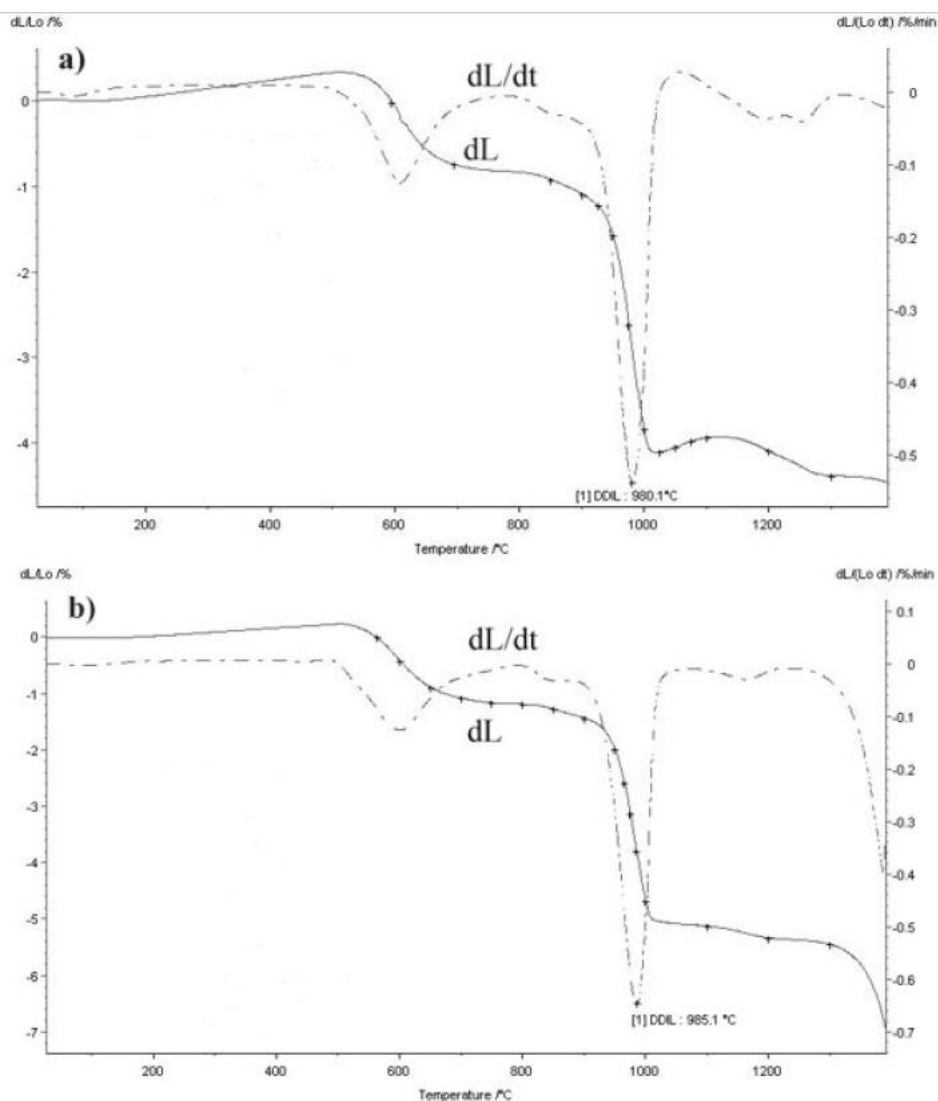 dL/Lo /%
dL/(Lo dt) /%/min
a)
dL/dt
dL
0
-1
-2
-3
-4
0
-0.1
-0.2
-0.3
-0.4
-0.5
[1] DDIL : 980.1°C
200 400 600 800 1000 1200
Temperature /°C
dL/Lo /%
dL/(Lo dt) /%/min
b)
dL/dt
dL
0
-1
-2
-3
-4
-5
-6
-7
0.1
0
-0.1
-0.2
-0.3
-0.4
-0.5
-0.6
-0.7
[1] DDIL : 985.1 °C
200 400 600 800 1000 1200
Temperature /°C